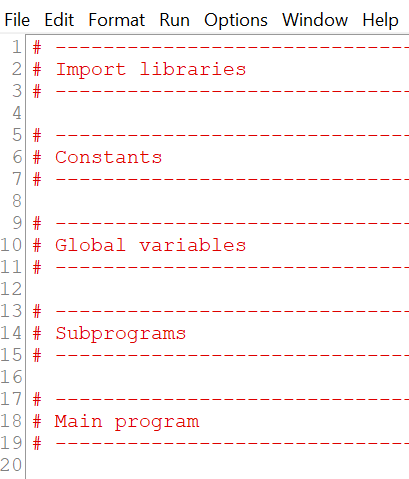 File Edit Format Run Options Window Help
1 # --------------------------------
2 # Import libraries
3 # --------------------------------
4
5 # --------------------------------
6 # Constants
7 # --------------------------------
8
9 # --------------------------------
10 # Global variables
11 # --------------------------------
12
13 # --------------------------------
14 # Subprograms
15 # --------------------------------
16
17 # --------------------------------
18 # Main program
19 # --------------------------------
20